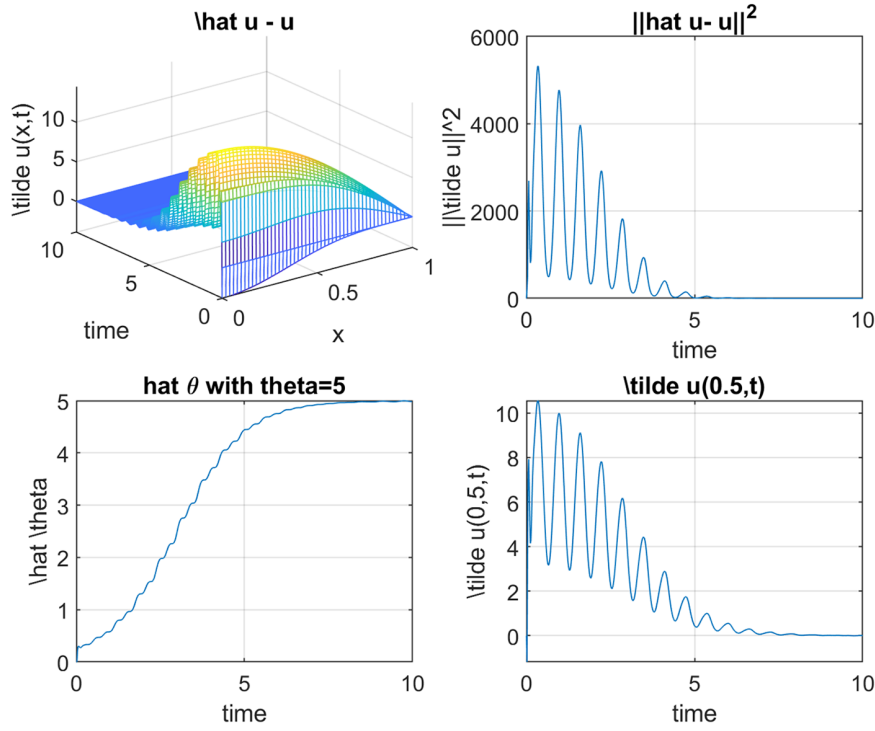 \hat u - u
\tilde u(x,t)
10
5
0
10
5
0
time
0
0.5
1
x
||hat u- u||2
||\tilde u||^2
6000
4000
2000
0
0
5
10
time
hat θ with theta=5
\hat \theta
5
4
3
2
1
0
0
5
10
time
\tilde u(0.5,t)
\tilde u(0,5,t)
10
8
6
4
2
0
0
5
10
time